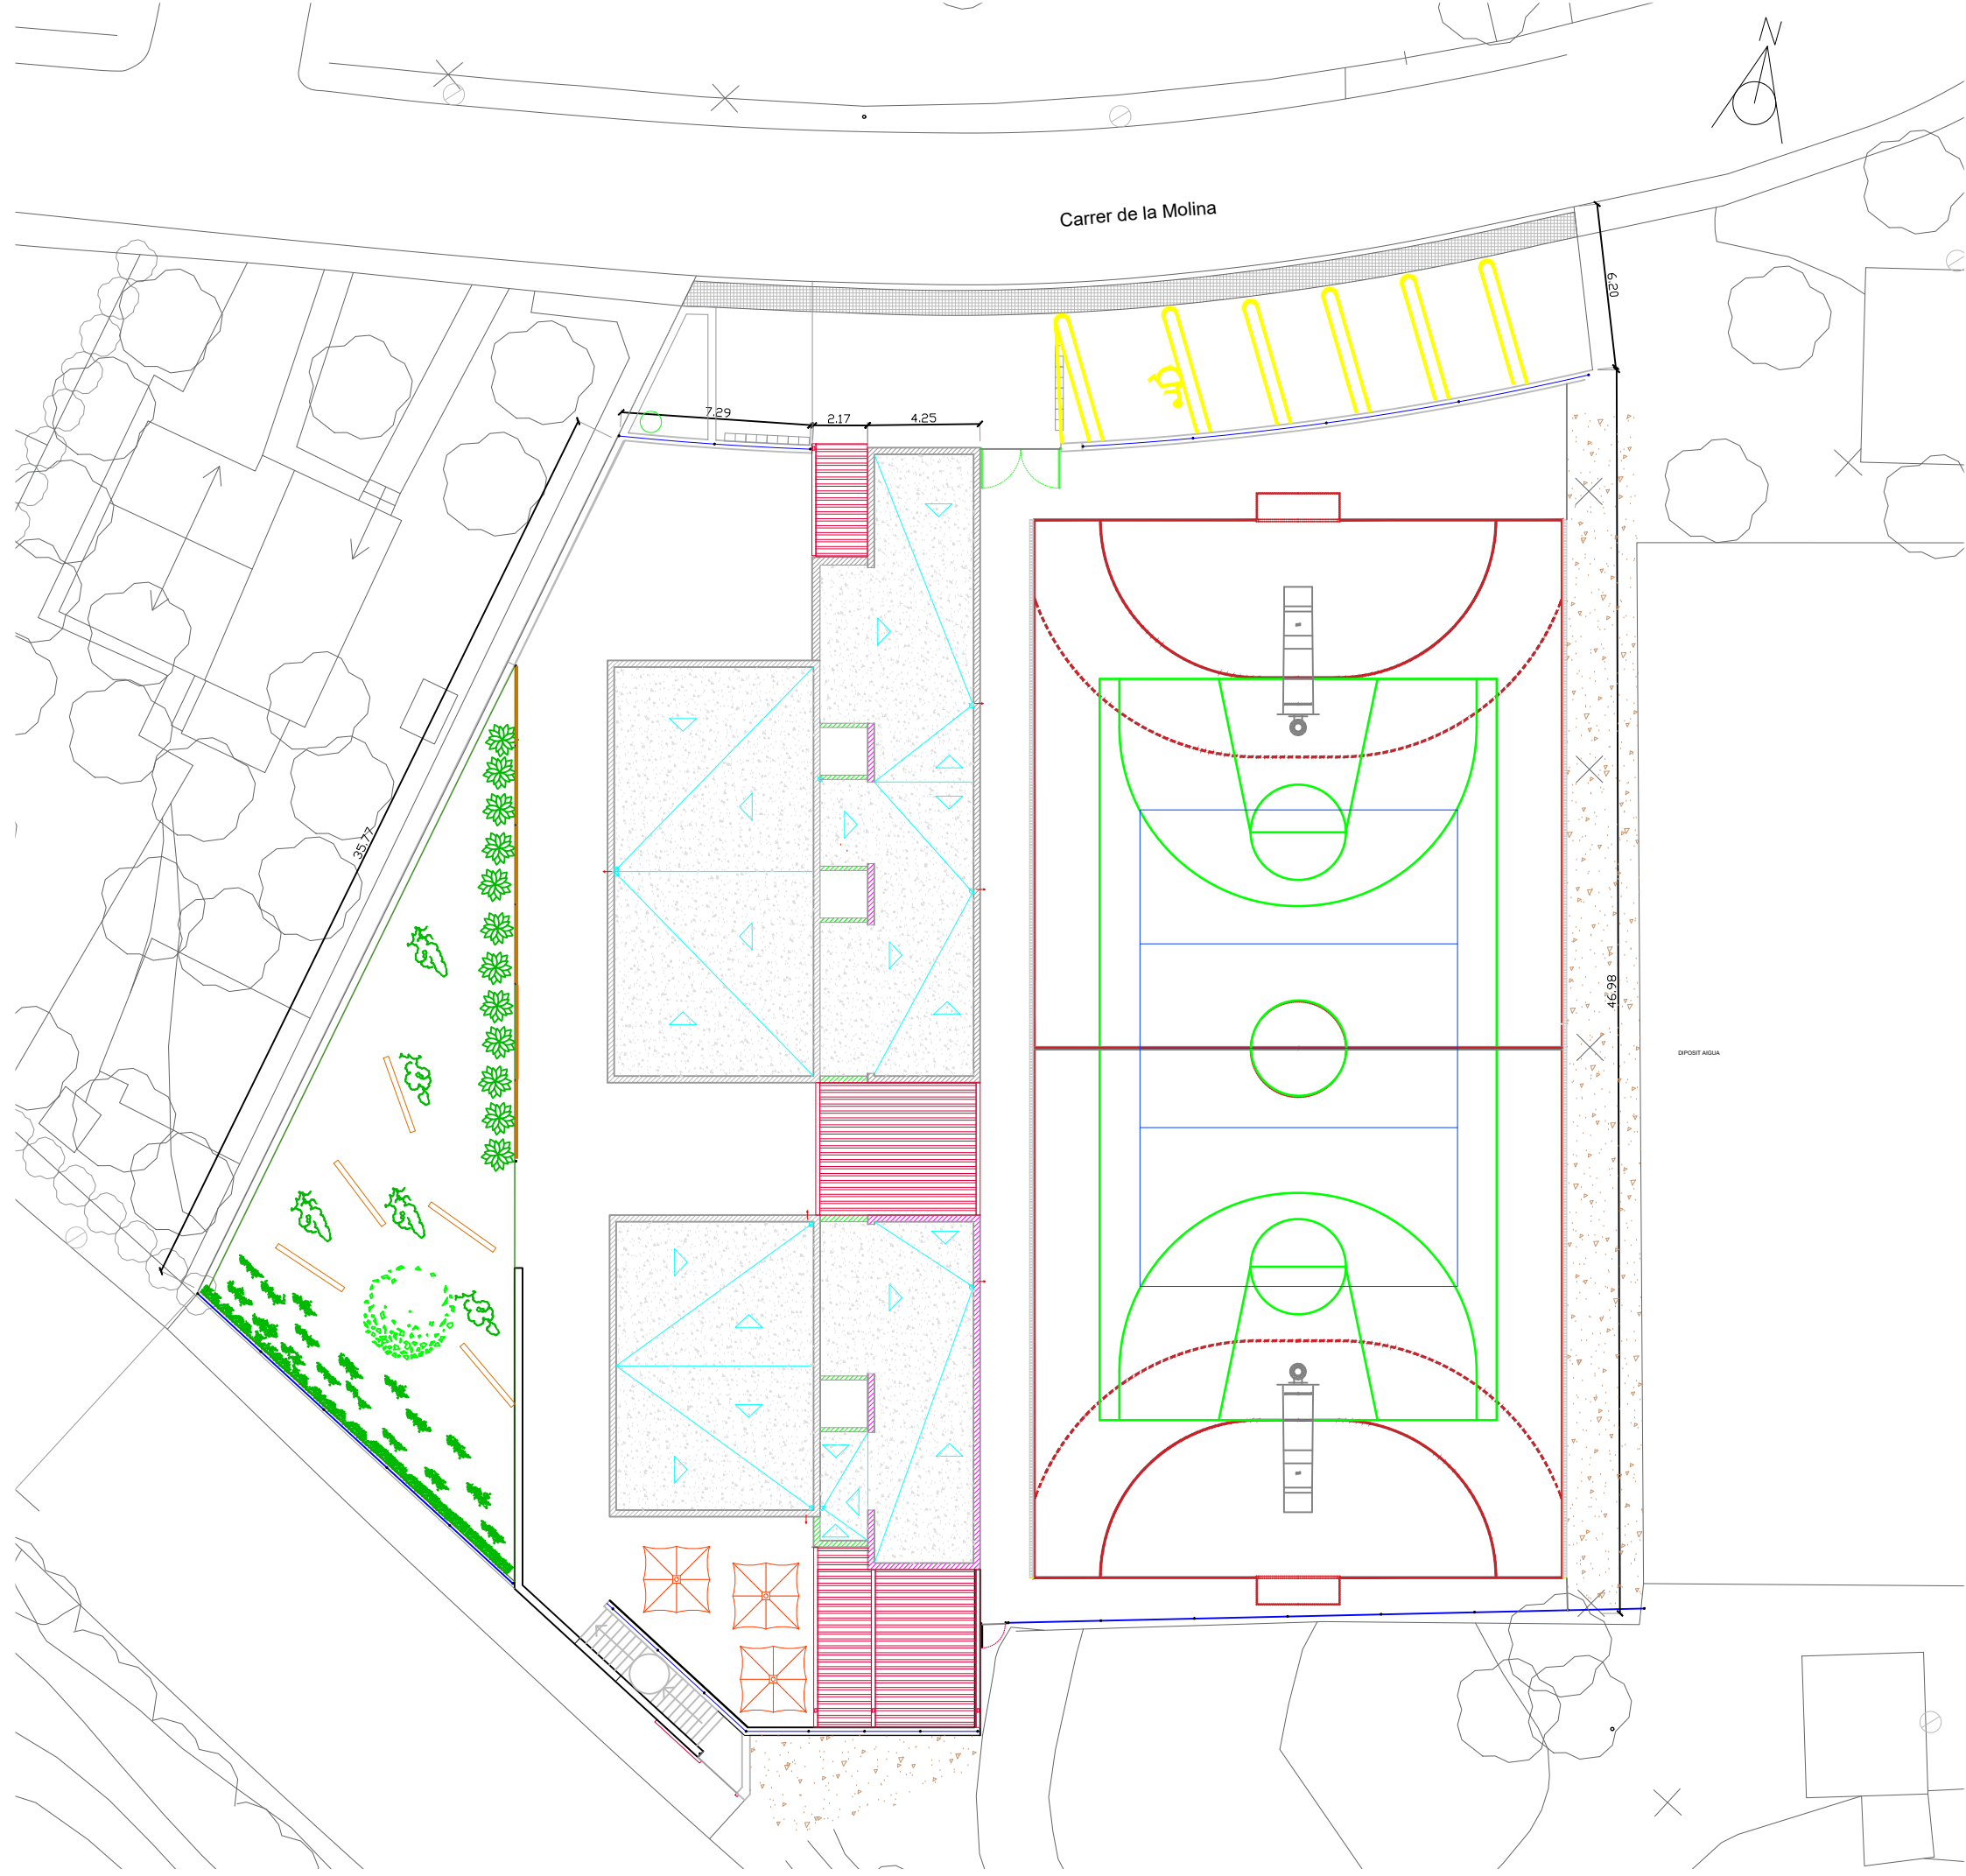 N
Carrer de la Molina
6.20
7.29
2.17
4.25
35.77
46.98
DIPOSIT AIGUA